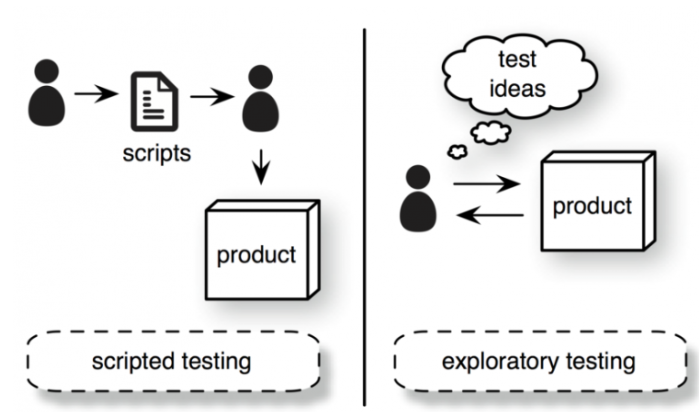 scripts
product
scripted testing
test
ideas
product
exploratory testing